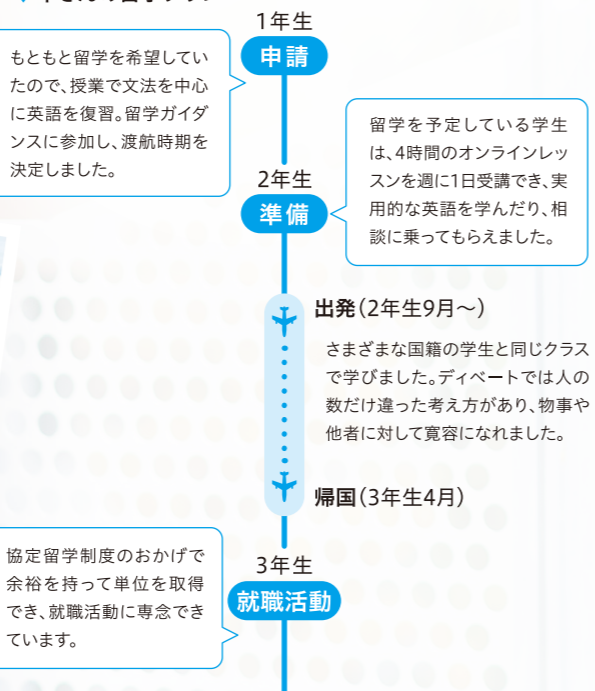 1年生
申請
もともと留学を希望してい
たので、授業で文法を中心
に英語を復習。留学ガイダ
ンスに参加し、渡航時期を
決定しました。
2年生
準備
留学を予定している学生
は、4時間のオンラインレッ
スンを週に1日受講でき、実
用的な英語を学んだり、相
談に乗ってもらえました。
出発(2年生9月〜)
さまざまな国籍の学生と同じクラス
で学びました。ディベートでは人の
数だけ違った考え方があり、物事や
他者に対して寛容になれました。
帰国(3年生4月)
3年生
就職活動
協定留学制度のおかげで
余裕を持って単位を取得
でき、就職活動に専念でき
ています。